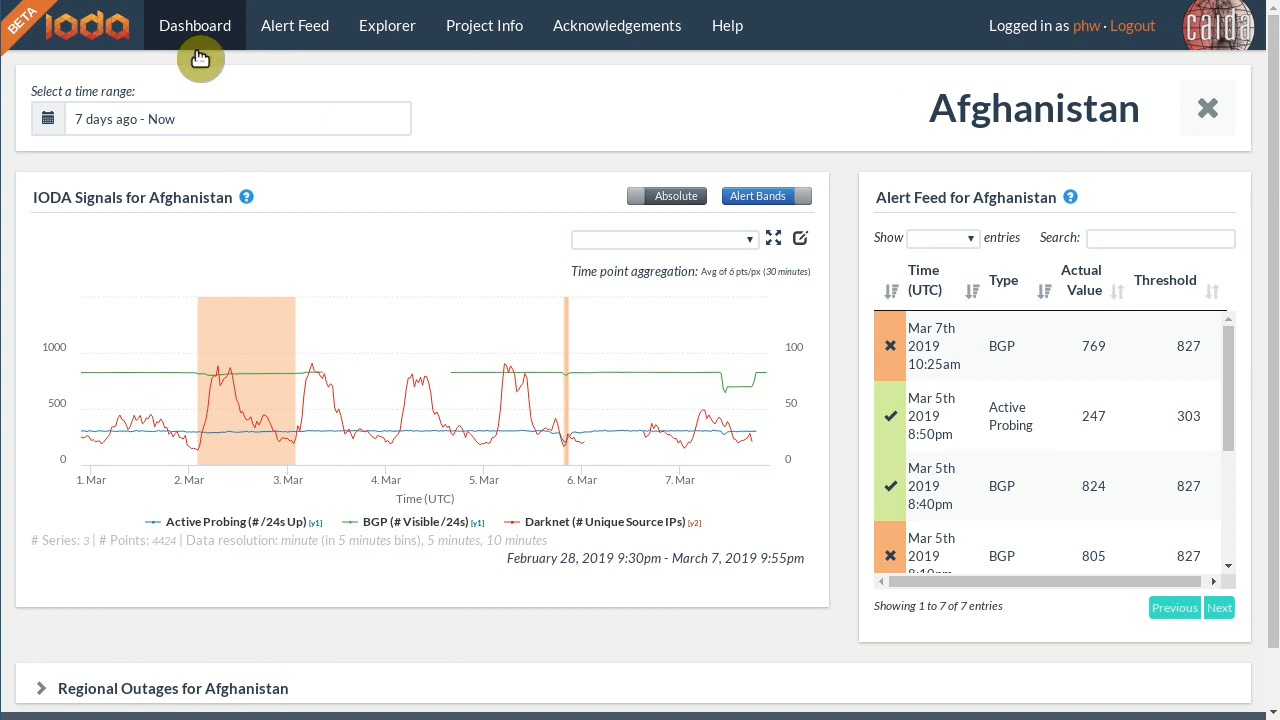 BETA
IODA
Dashboard
Alert Feed
Explorer
Project Info
Acknowledgements
Help
Logged in as phw · Logout
caida
Select a time range:
7 days ago - Now
Afghanistan
IODA Signals for Afghanistan
Absolute
Alert Bands
Time point aggregation: Avg of 6 pts/px (30 minutes)
1000
500
0
100
50
0
1. Mar
2. Mar
3. Mar
4. Mar
5. Mar
6. Mar
7. Mar
Time (UTC)
Active Probing (# /24s Up) [y1]
BGP (# Visible /24s) [y1]
Darknet (# Unique Source IPs) [y2]
# Series: 3 | # Points: 4424 | Data resolution: minute (in 5 minutes bins), 5 minutes, 10 minutes
February 28, 2019 9:30pm - March 7, 2019 9:55pm
Alert Feed for Afghanistan
Show
entries
Search:
Time
(UTC)
Type
Actual
Value
Threshold
Mar 7th
2019
10:25am
BGP
769
827
Mar 5th
2019
8:50pm
Active
Probing
247
303
Mar 5th
2019
8:40pm
BGP
824
827
Mar 5th
2019
8:10pm
BGP
805
827
Showing 1 to 7 of 7 entries
Previous
Next
Regional Outages for Afghanistan